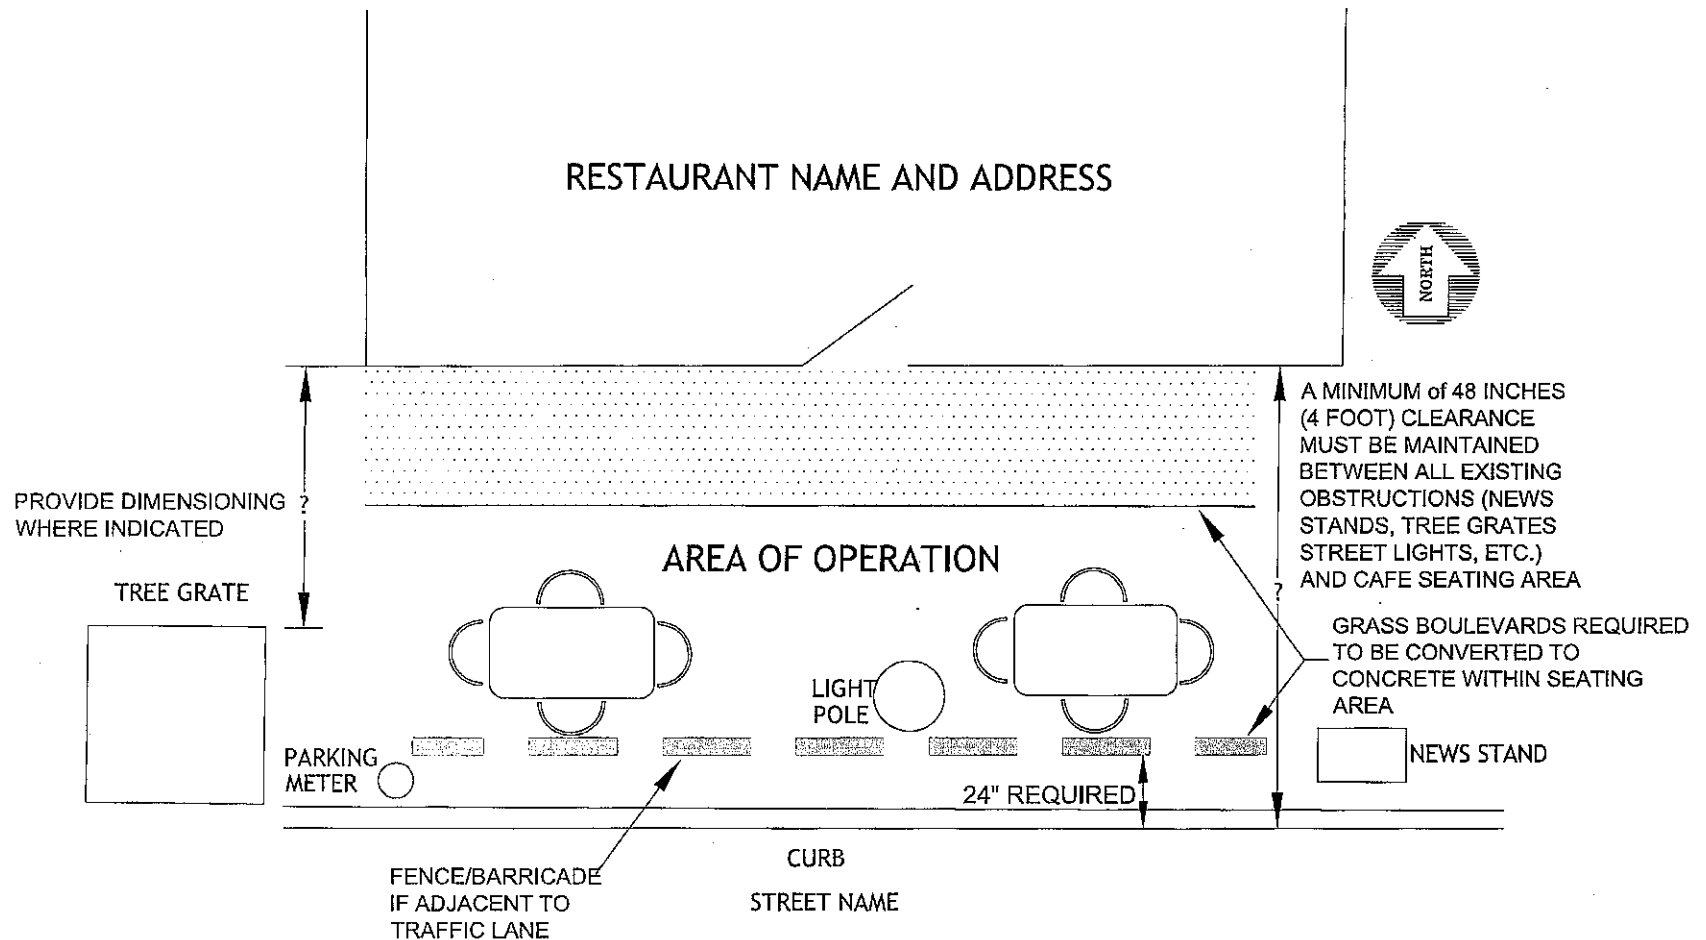 RESTAURANT NAME AND ADDRESS
NORTH
A MINIMUM of 48 INCHES
(4 FOOT) CLEARANCE
MUST BE MAINTAINED
BETWEEN ALL EXISTING
OBSTRUCTIONS (NEWS
STANDS, TREE GRATES
STREET LIGHTS, ETC.)
AND CAFE SEATING AREA
PROVIDE DIMENSIONING
WHERE INDICATED
?
AREA OF OPERATION
?
TREE GRATE
GRASS BOULEVARDS REQUIRED
TO BE CONVERTED TO
CONCRETE WITHIN SEATING
AREA
LIGHT
POLE
PARKING
METER
NEWS STAND
24" REQUIRED
CURB
FENCE/BARRICADE
IF ADJACENT TO
TRAFFIC LANE
STREET NAME